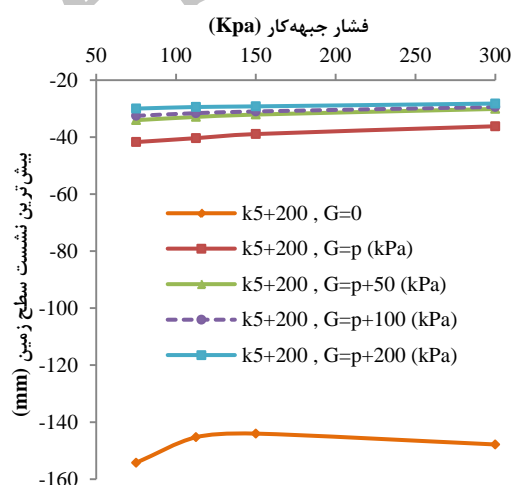 فشار جبهه‌کار (Kpa)
50 100 150 200 250 300
-20
-40
-60
-80
-100
-120
-140
-160
بیش‌ترین نشست سطح زمین (mm)
k5+200 , G=0
k5+200 , G=p (kPa)
k5+200 , G=p+50 (kPa)
k5+200 , G=p+100 (kPa)
k5+200 , G=p+200 (kPa)